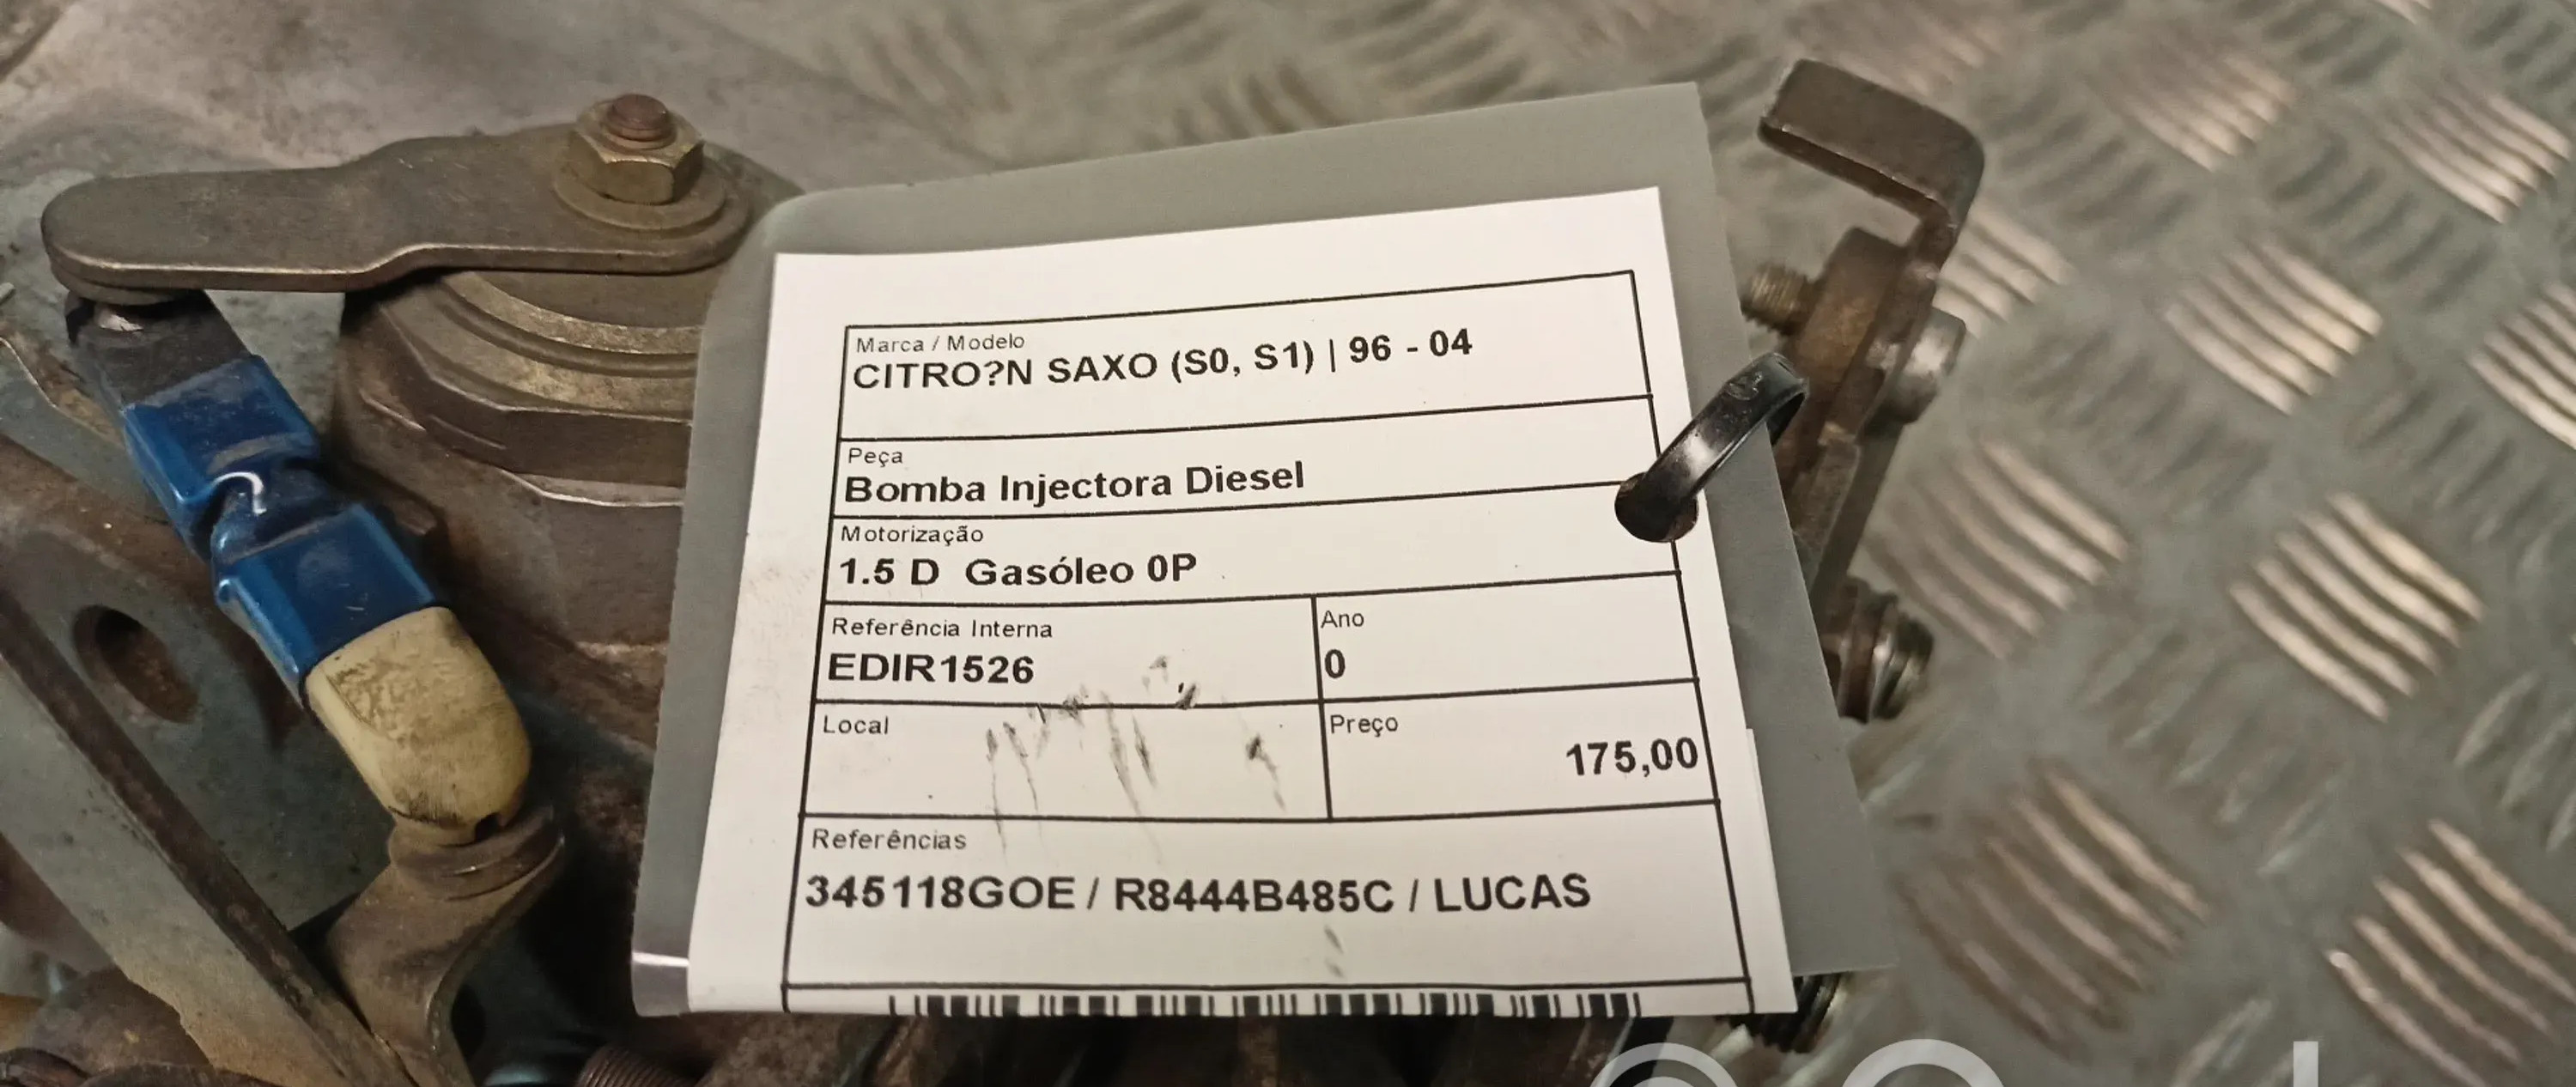 Marca / Modelo
CITRO?N SAXO (S0, S1) | 96 - 04
Peça
Bomba Injectora Diesel
Motorização
1.5 D  Gasóleo 0P
Referência Interna
EDIR1526
Ano
0
Local
Preço
175,00
Referências
345118GOE / R8444B485C / LUCAS